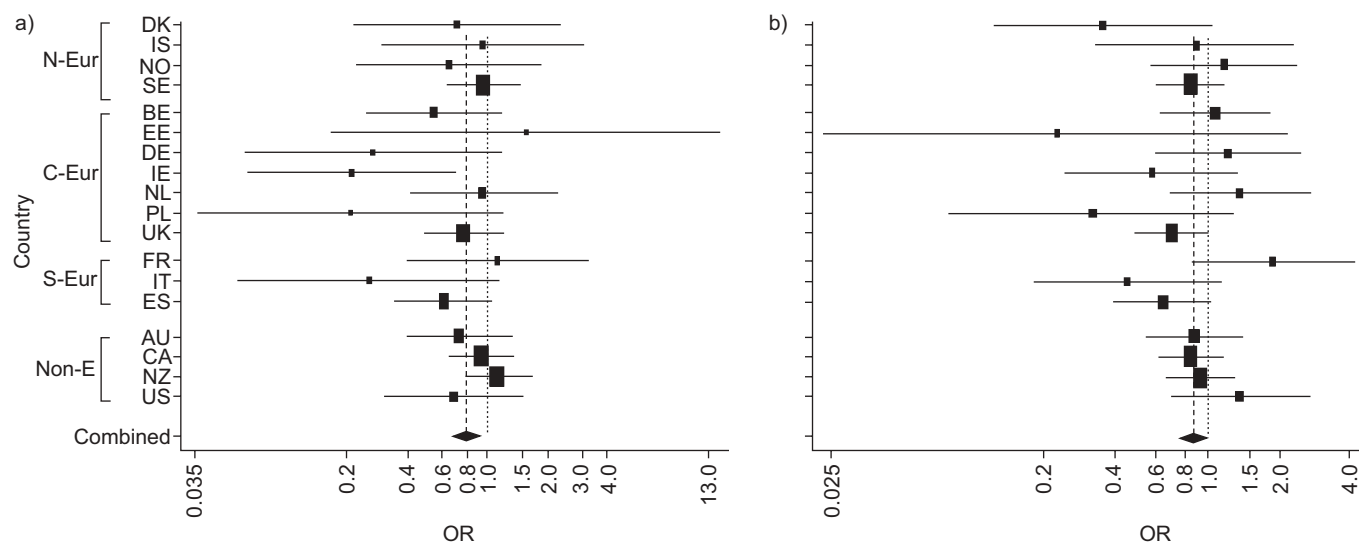 a)
b)
Country
N-Eur
DK
IS
NO
SE
C-Eur
BE
EE
DE
IE
NL
PL
UK
S-Eur
FR
IT
ES
Non-E
AU
CA
NZ
US
Combined
0.035 0.2 0.4 0.6 0.8 1.0 1.5 2.0 3.0 4.0 13.0
OR
0.025 0.2 0.4 0.6 0.8 1.0 1.5 2.0 4.0
OR